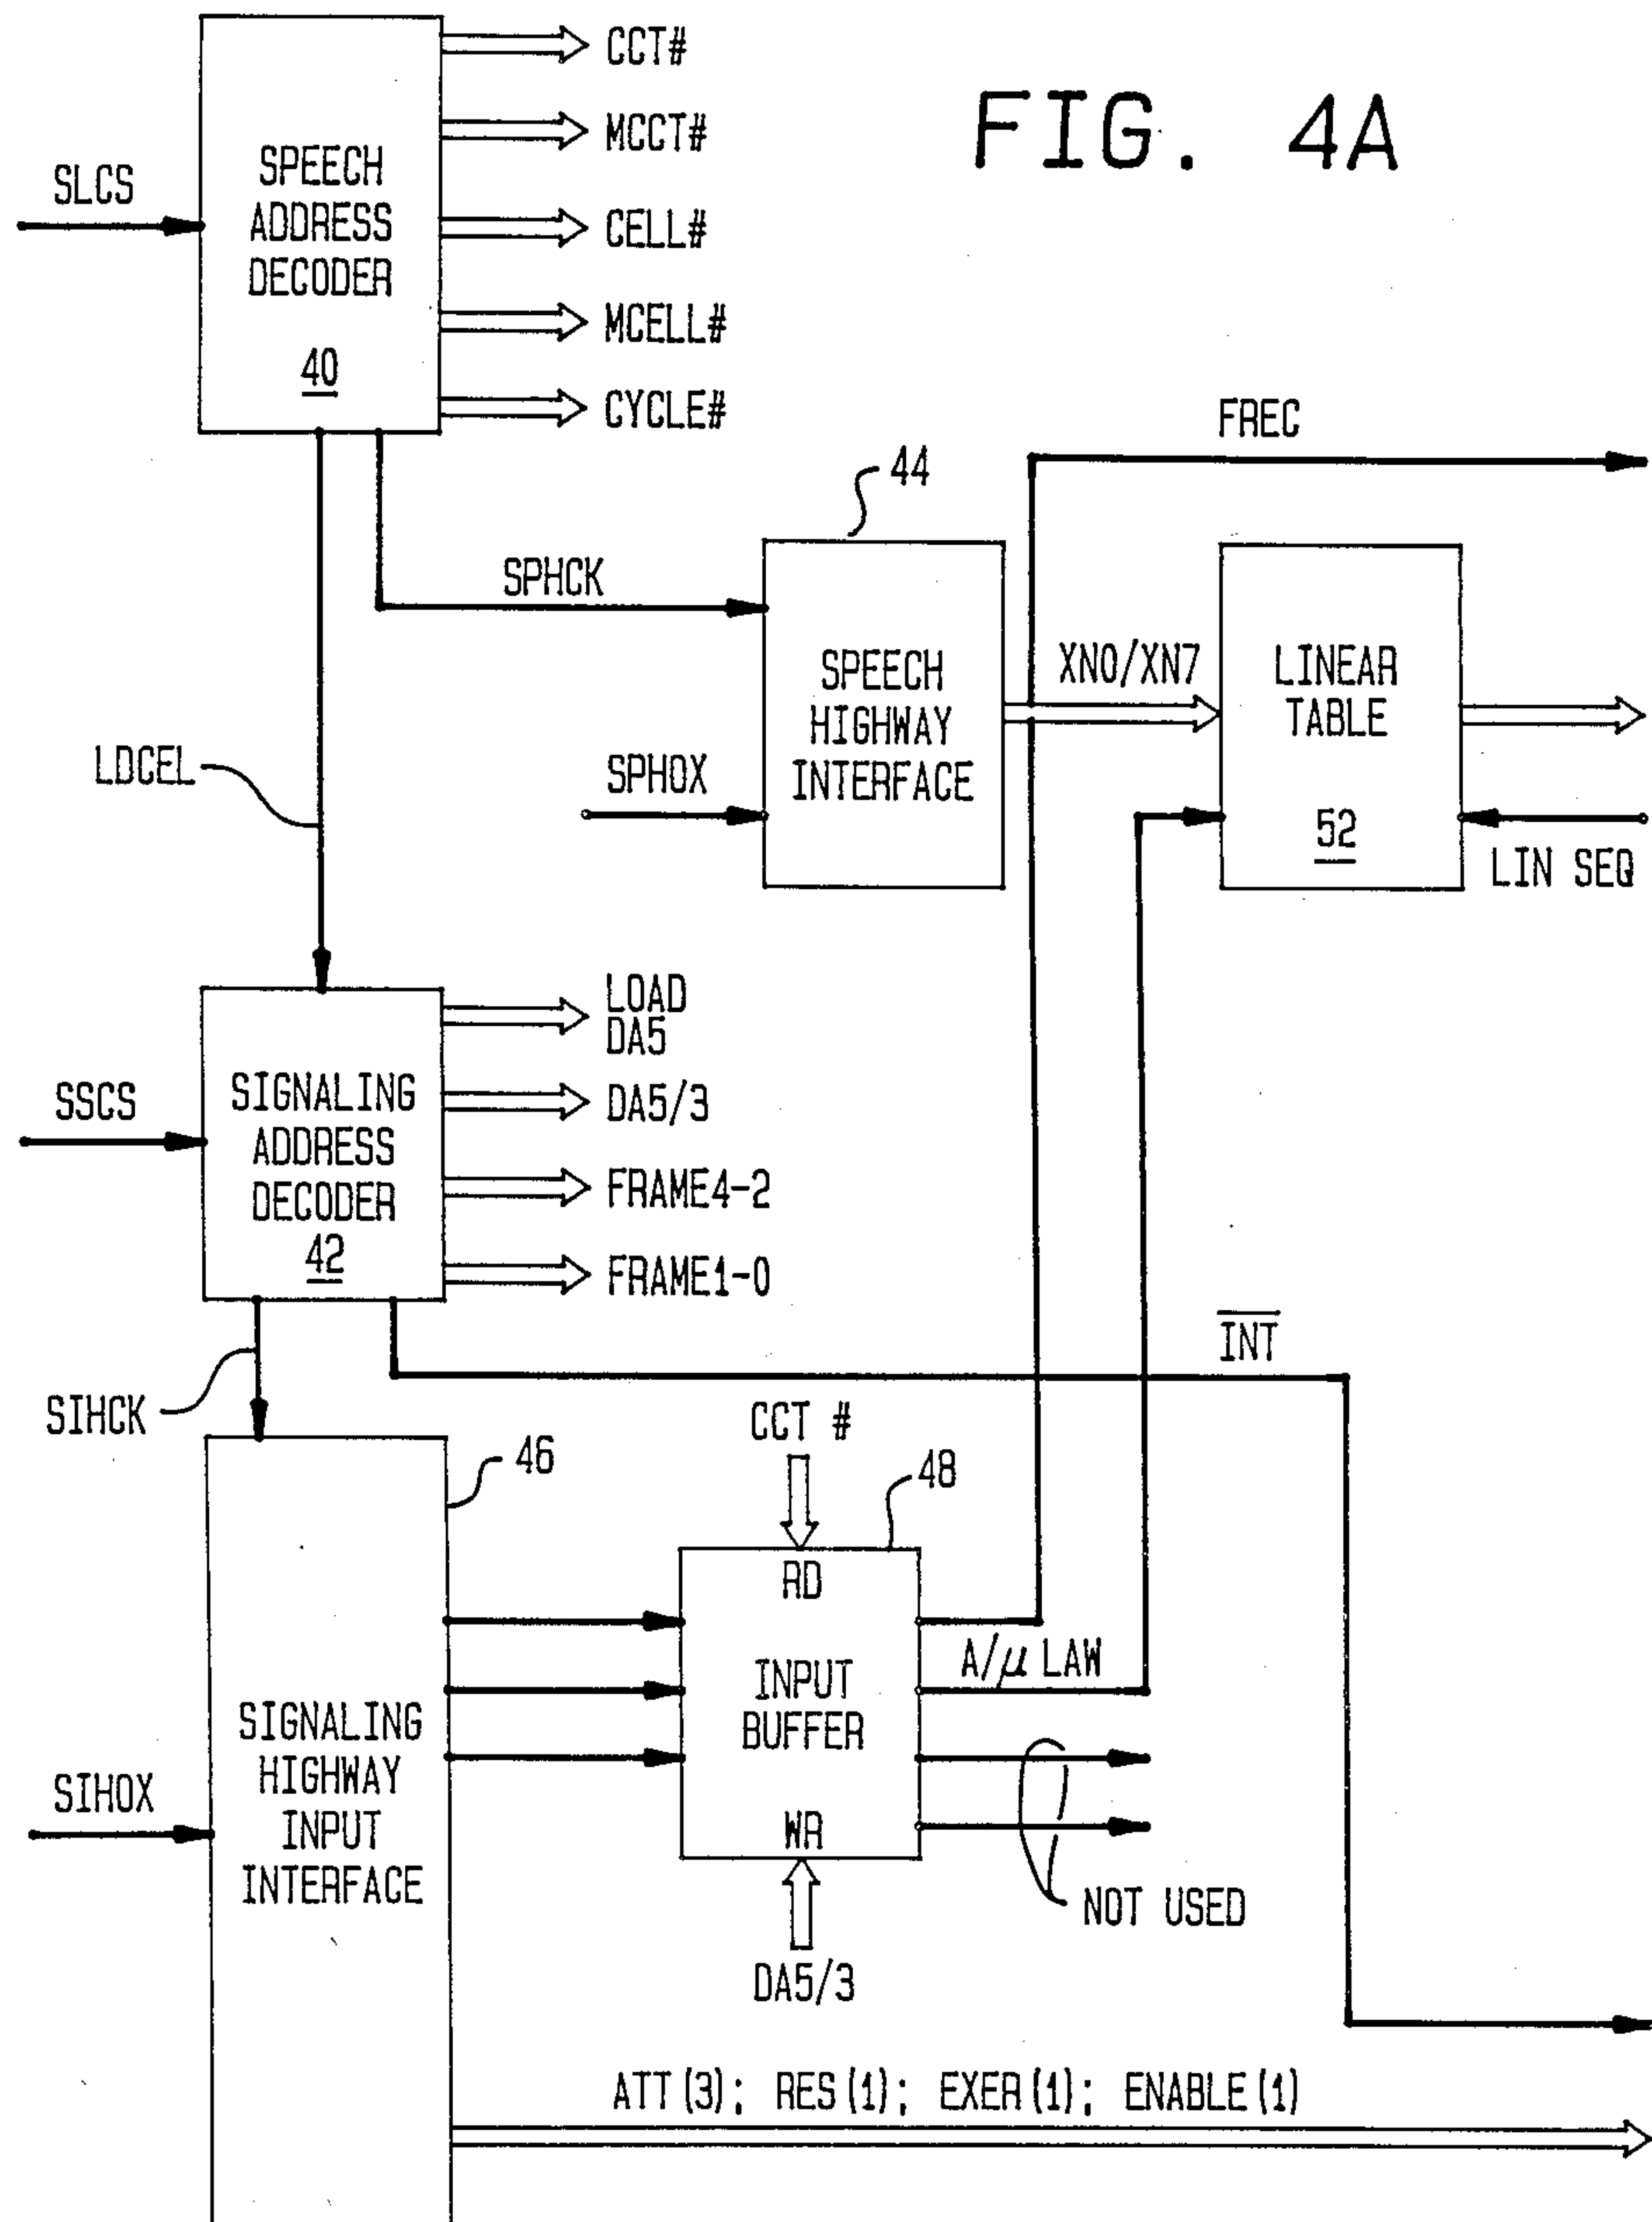 FIG. 4A
CCT#
MCCT#
CELL#
MCELL#
CYCLE#
SLCS
SPEECH
ADDRESS
DECODER
40
FREC
44
SPHCK
SPEECH
HIGHWAY
INTERFACE
XN0/XN7
LINEAR
TABLE
52
SPHOX
LIN SEQ
LDCEL
LOAD
DA5
DA5/3
FRAME4-2
FRAME1-0
SSCS
SIGNALING
ADDRESS
DECODER
42
INT
SIHCK
46
CCT #
48
RD
INPUT
BUFFER
WR
A/μ LAW
SIGNALING
HIGHWAY
INPUT
INTERFACE
SIHOX
NOT USED
DA5/3
ATT(3); RES(1); EXER(1); ENABLE(1)